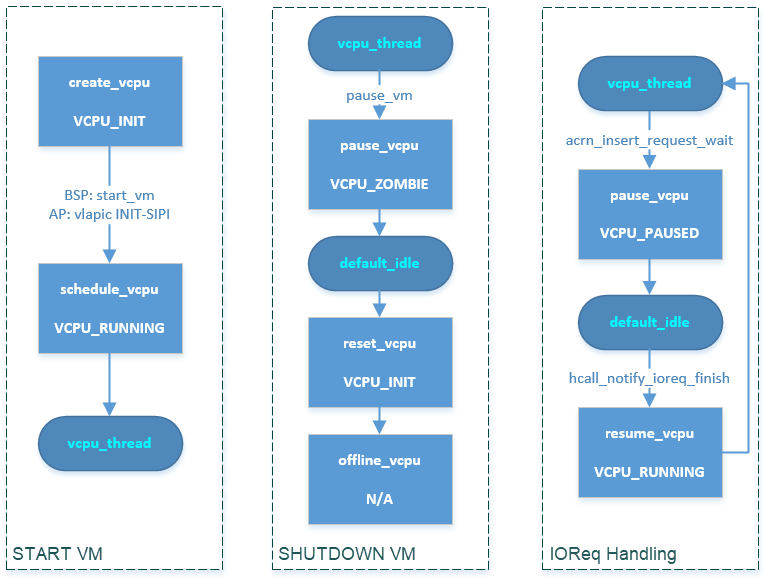 create_vcpu
VCPU_INIT
BSP: start_vm
AP: vlapic INIT-SIPI
schedule_vcpu
VCPU_RUNNING
vcpu_thread
START VM
vcpu_thread
pause_vm
pause_vcpu
VCPU_ZOMBIE
default_idle
reset_vcpu
VCPU_INIT
offline_vcpu
N/A
SHUTDOWN VM
vcpu_thread
acrn_insert_request_wait
pause_vcpu
VCPU_PAUSED
default_idle
hcall_notify_ioreq_finish
resume_vcpu
VCPU_RUNNING
IOReq Handling